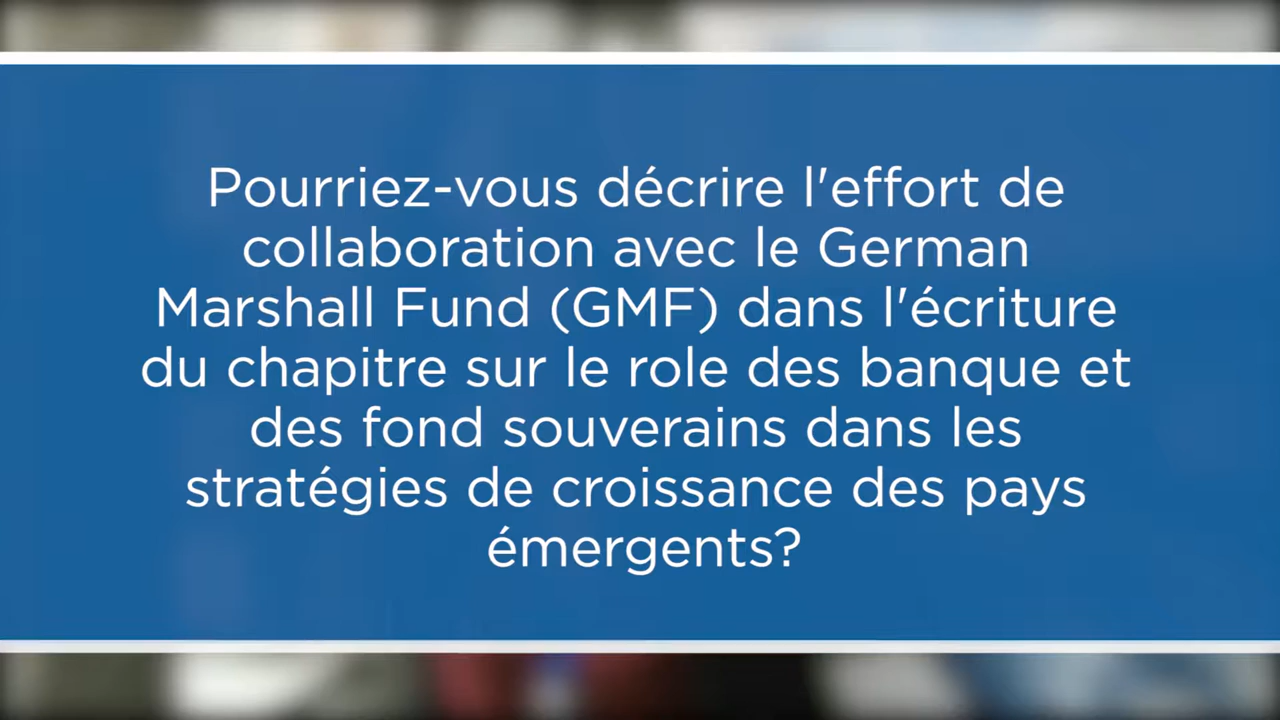 Pourriez-vous décrire l'effort de
collaboration avec le German
Marshall Fund (GMF) dans l'écriture
du chapitre sur le role des banque et
des fond souverains dans les
stratégies de croissance des pays
émergents?